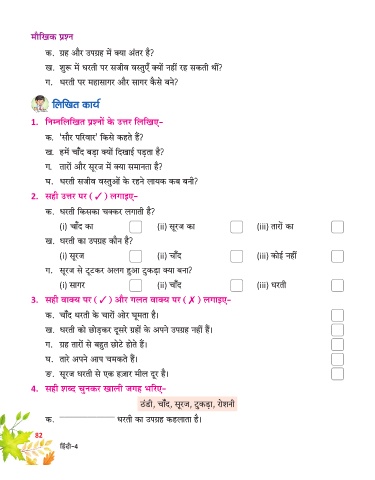 मौखिक प्रश्न
क. ग्रह और उपग्रह में क्या अंतर है?
ख. शुरू में धरती पर सजीव वस्तुएँ क्यों नहीं रह सकती थीं?
ग. धरती पर महासागर और सागर कैसे बने?
लिखित कार्य
1. निम्नलिखित प्रश्नों के उत्तर लिखिए–
क. 'सौर परिवार' किसे कहते हैं?
ख. हमें चाँद बड़ा क्यों दिखाई पड़ता है?
ग. तारों और सूरज में क्या समानता है?
घ. धरती सजीव वस्तुओं के रहने लायक कब बनी?
2. सही उत्तर पर ( ✓ ) लगाइए–
क. धरती किसका चक्कर लगाती है?
(i) चाँद का (ii) सूरज का (iii) तारों का
ख. धरती का उपग्रह कौन है?
(i) सूरज (ii) चाँद (iii) कोई नहीं
ग. सूरज से टूटकर अलग हुआ टुकड़ा क्या बना?
(i) सागर (ii) चाँद (iii) धरती
3. सही वाक्य पर ( ✓ ) और गलत वाक्य पर ( ✗ ) लगाइए–
क. चाँद धरती के चारों ओर घूमता है।
ख. धरती को छोड़कर दूसरे ग्रहों के अपने उपग्रह नहीं हैं।
ग. ग्रह तारों से बहुत छोटे होते हैं।
घ. तारे अपने आप चमकते हैं।
ङ. सूरज धरती से एक हज़ार मील दूर है।
4. सही शब्द चुनकर खाली जगह भरिए–
ठंडी, चाँद, सूरज, टुकड़ा, रोशनी
क. ____________ धरती का उपग्रह कहलाता है।
82
हिंदी-4